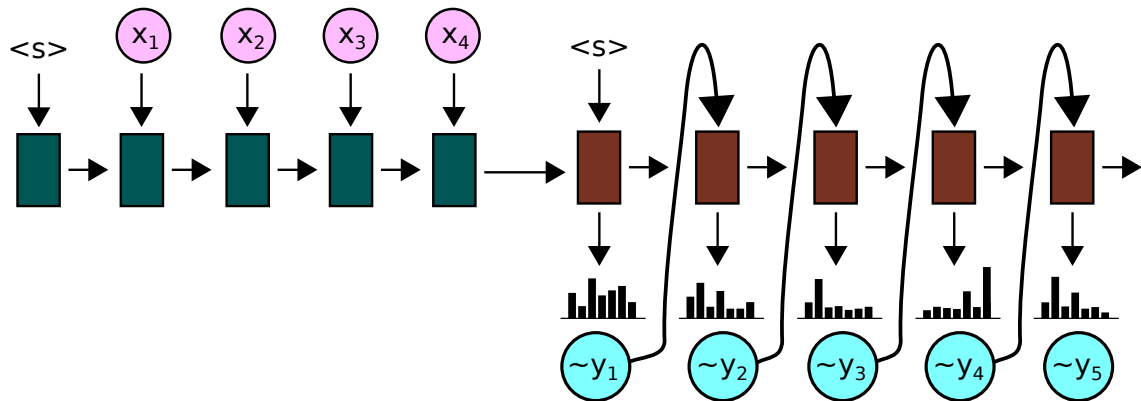 <s> x₁ x₂ x₃ x₄ <s>
~y₁ ~y₂ ~y₃ ~y₄ ~y₅